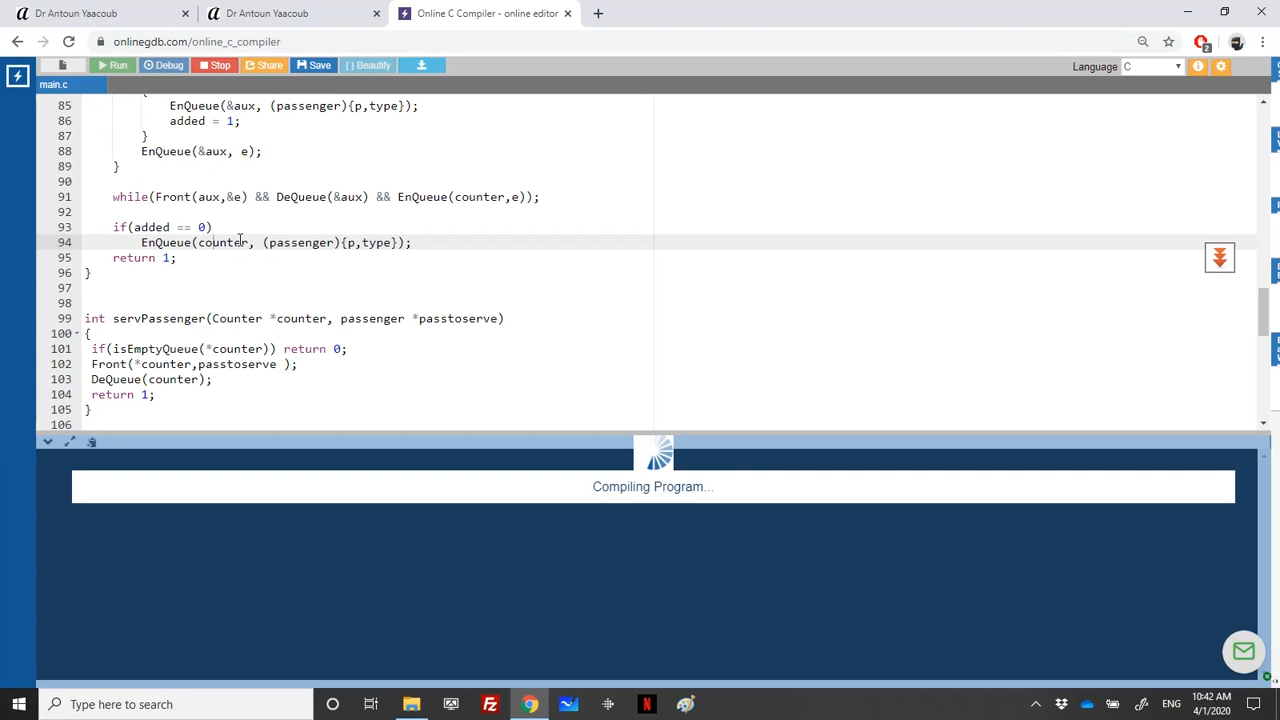 Dr Antoun Yaacoub
Dr Antoun Yaacoub
Online C Compiler - online editor
onlinegdb.com/online_c_compiler
2
Run
Debug
Stop
Share
Save
{ } Beautify
Language
C
main.c
{
85 EnQueue(&aux, (passenger){p,type});
86 added = 1;
87 }
88 EnQueue(&aux, e);
89 }
90
91 while(Front(aux,&e) && DeQueue(&aux) && EnQueue(counter,e));
92
93 if(added == 0)
94 EnQueue(counter, (passenger){p,type});
95 return 1;
96 }
97
98
99 int servPassenger(Counter *counter, passenger *passtoserve)
100 {
101 if(isEmptyQueue(*counter)) return 0;
102 Front(*counter,passtoserve );
103 DeQueue(counter);
104 return 1;
105 }
106
Compiling Program...
Type here to search
ENG
10:42 AM
4/1/2020